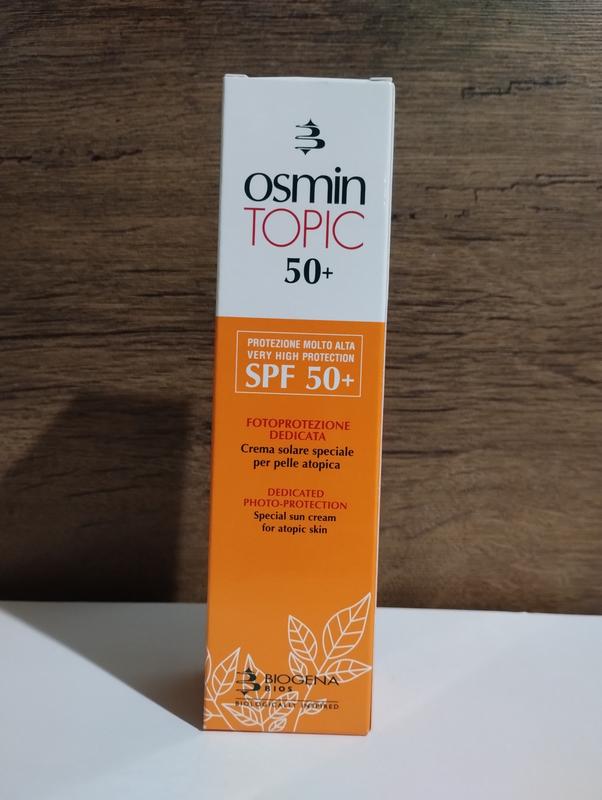 osmin
TOPIC
50+
PROTEZIONE MOLTO ALTA
VERY HIGH PROTECTION
SPF 50+
FOTOPROTEZIONE
DEDICATA
Crema solare speciale
per pelle atopica
DEDICATED
PHOTO-PROTECTION
Special sun cream
for atopic skin
BIOGENA
BIOS
BIOLOGICALLY INSPIRED